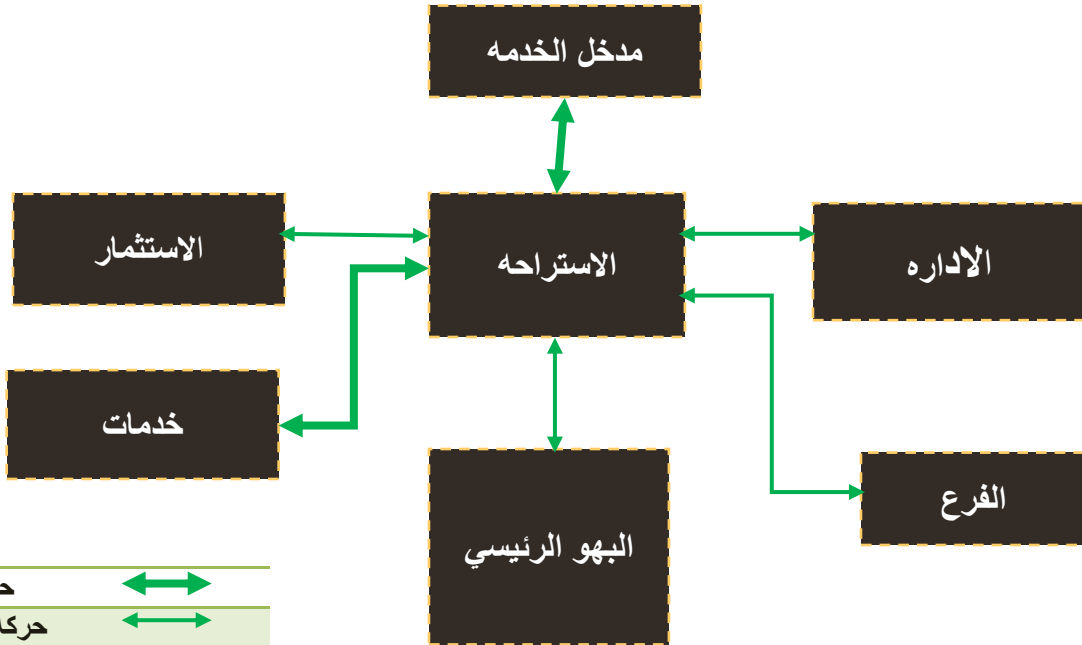 مدخل الخدمه
الاستثمار
الاستراحه
الاداره
خدمات
البهو الرئيسي
الفرع